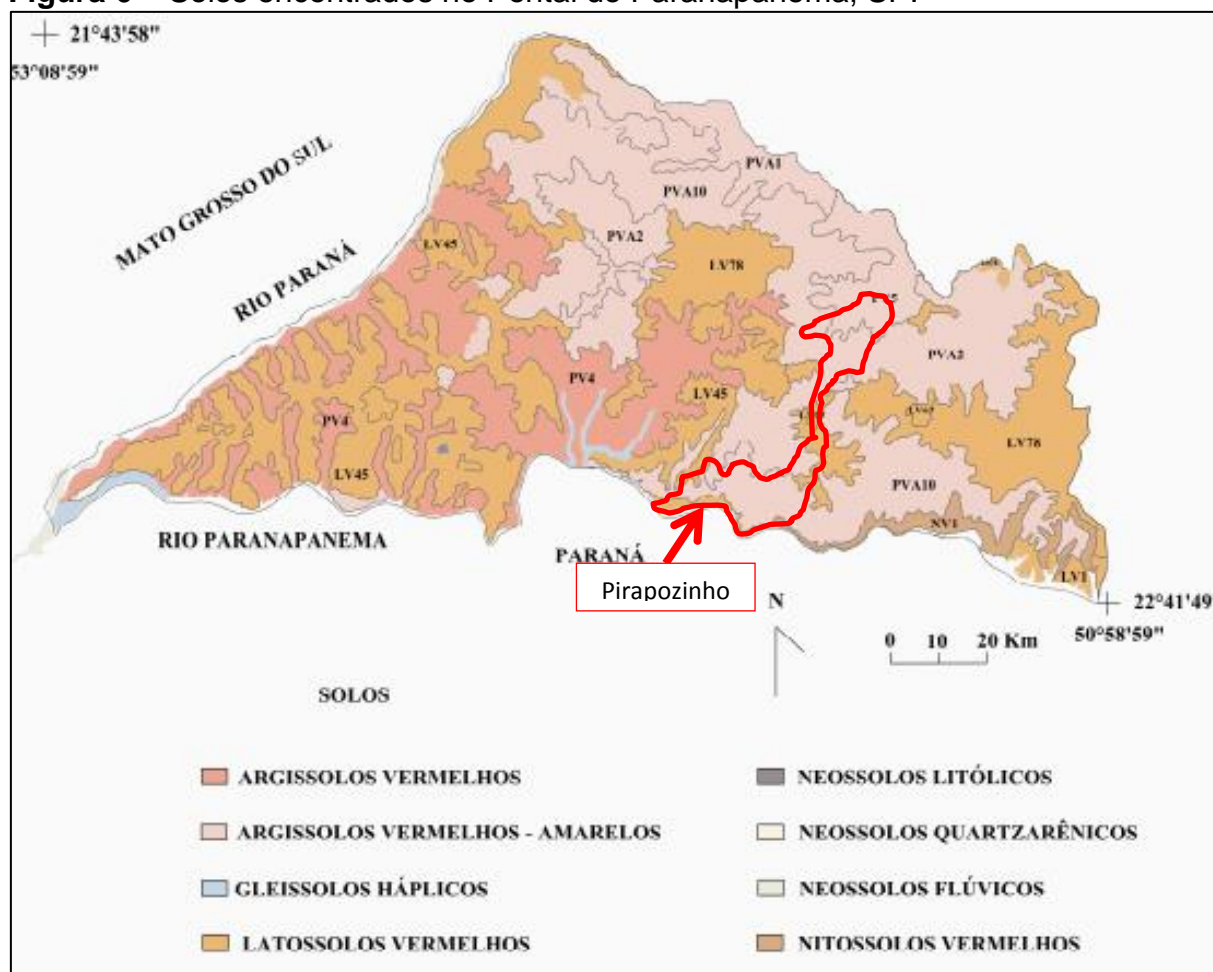 21°43'58"
53°08'59"
MATO GROSSO DO SUL
RIO PARANÁ
PVA1
PVA10
PVA2
LV45
LV78
PV4
LV45
PVA2
PV4
LV45
LV78
PVA10
NV1
LV1
RIO PARANAPANEMA
PARANÁ
Pirapozinho
N
22°41'49
50°58'59"
0 10 20 Km
SOLOS
ARGISSOLOS VERMELHOS
ARGISSOLOS VERMELHOS - AMARELOS
GLEISSOLOS HÁPLICOS
LATOSSOLOS VERMELHOS
NEOSSOLOS LITÓLICOS
NEOSSOLOS QUARTZARÊNICOS
NEOSSOLOS FLÚVICOS
NITOSSOLOS VERMELHOS